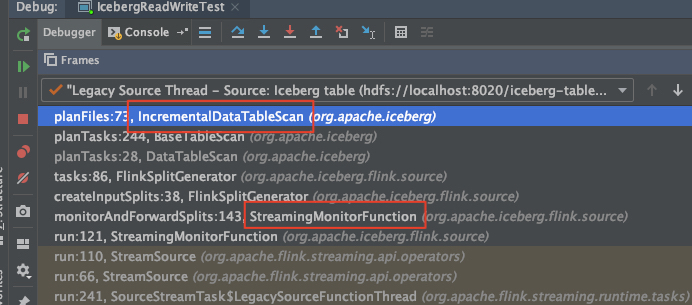 Debug: IcebergReadWriteTest
Debugger Console
Frames
"Legacy Source Thread – Source: Iceberg table (hdfs://localhost:8020/iceberg-table...
planFiles:73, IncrementalDataTableScan (org.apache.iceberg)
planTasks:244, BaseTableScan (org.apache.iceberg)
planTasks:28, DataTableScan (org.apache.iceberg)
tasks:86, FlinkSplitGenerator (org.apache.iceberg.flink.source)
createInputSplits:38, FlinkSplitGenerator (org.apache.iceberg.flink.source)
monitorAndForwardSplits:143, StreamingMonitorFunction (org.apache.iceberg.flink.source)
run:121, StreamingMonitorFunction (org.apache.iceberg.flink.source)
run:110, StreamSource (org.apache.flink.streaming.api.operators)
run:66, StreamSource (org.apache.flink.streaming.api.operators)
run:241, SourceStreamTask$LegacySourceFunctionThread (org.apache.flink.streaming.runtime.tasks)